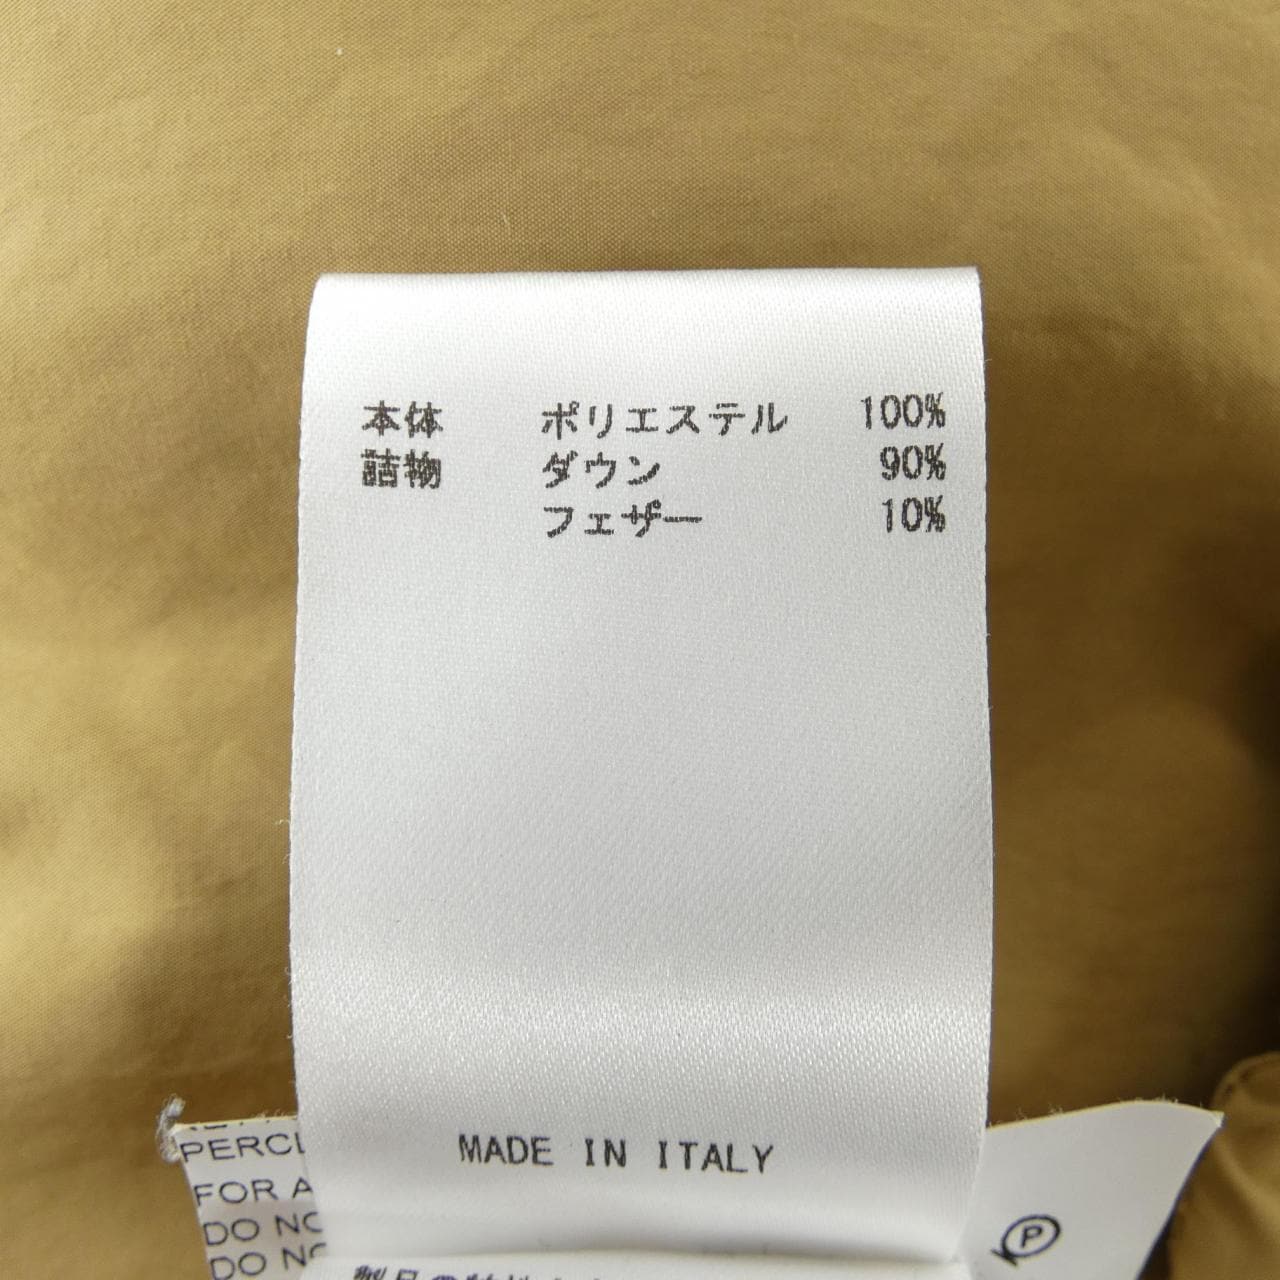 本体 ポリエステル 100%
詰物 ダウン 90%
フェザー 10%
MADE IN ITALY
FOR A
DO NO
DO NO
P